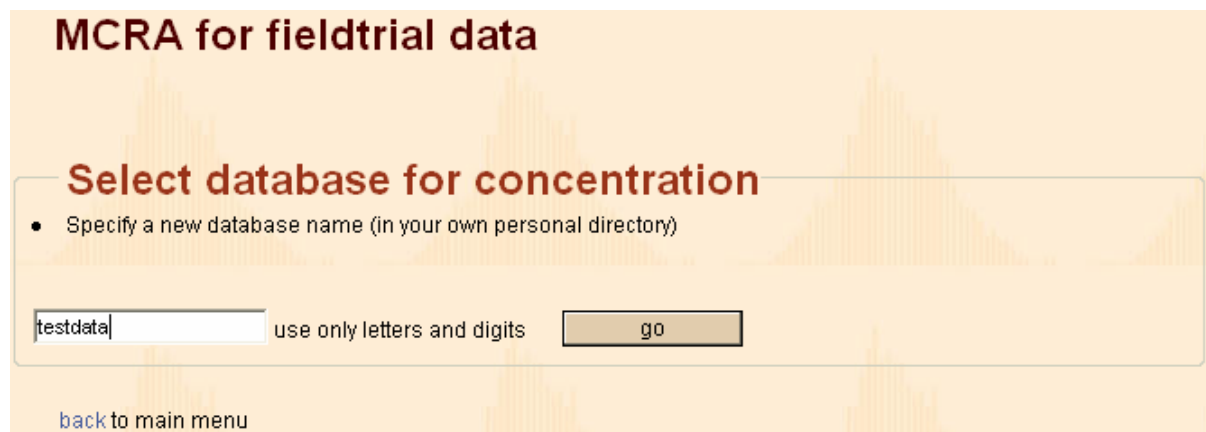 MCRA for fieldtrial data
Select database for concentration
• Specify a new database name (in your own personal directory)
testdata use only letters and digits go
back to main menu